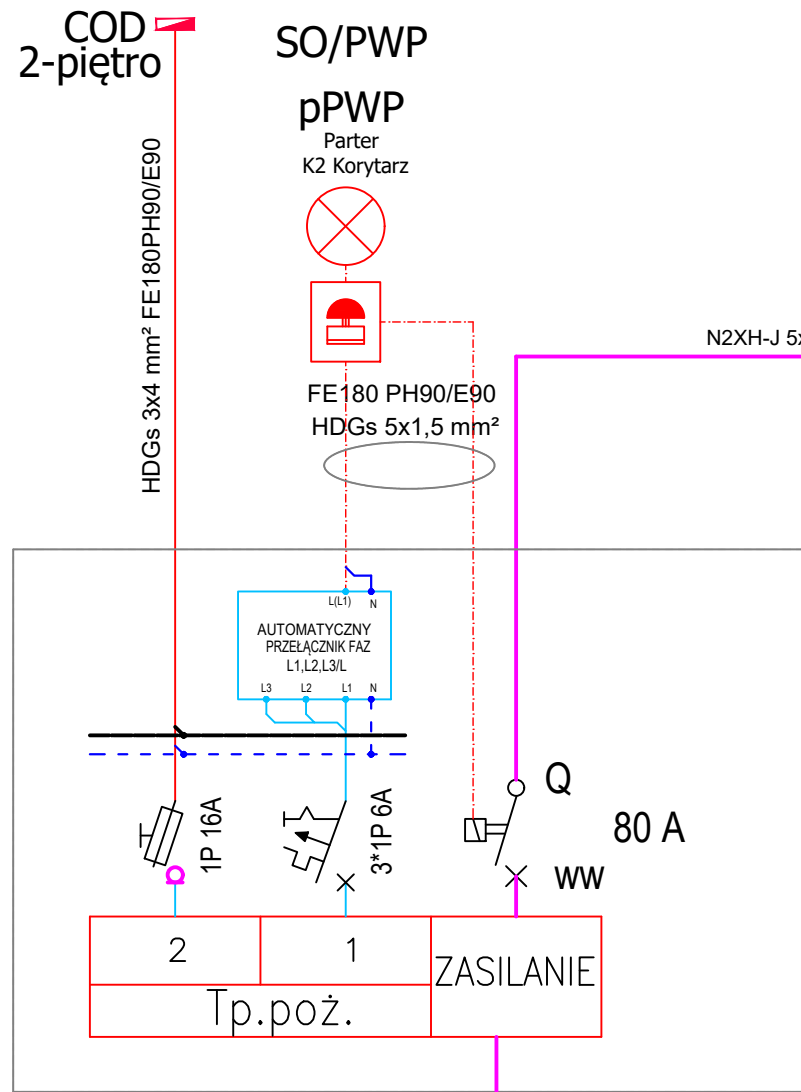 COD
2-piętro
SO/PWP
pPWP
Parter
K2 Korytarz
HDGs 3x4 mm² FE180PH90/E90
N2XH-J 5x
FE180 PH90/E90
HDGs 5x1,5 mm²
L(L1) N
AUTOMATYCZNY
PRZEŁĄCZNIK FAZ
L1,L2,L3/L
L3 L2 L1 N
1P 16A
3*1P 6A
Q
80 A
WW
2 1 ZASILANIE
Tp.poż.